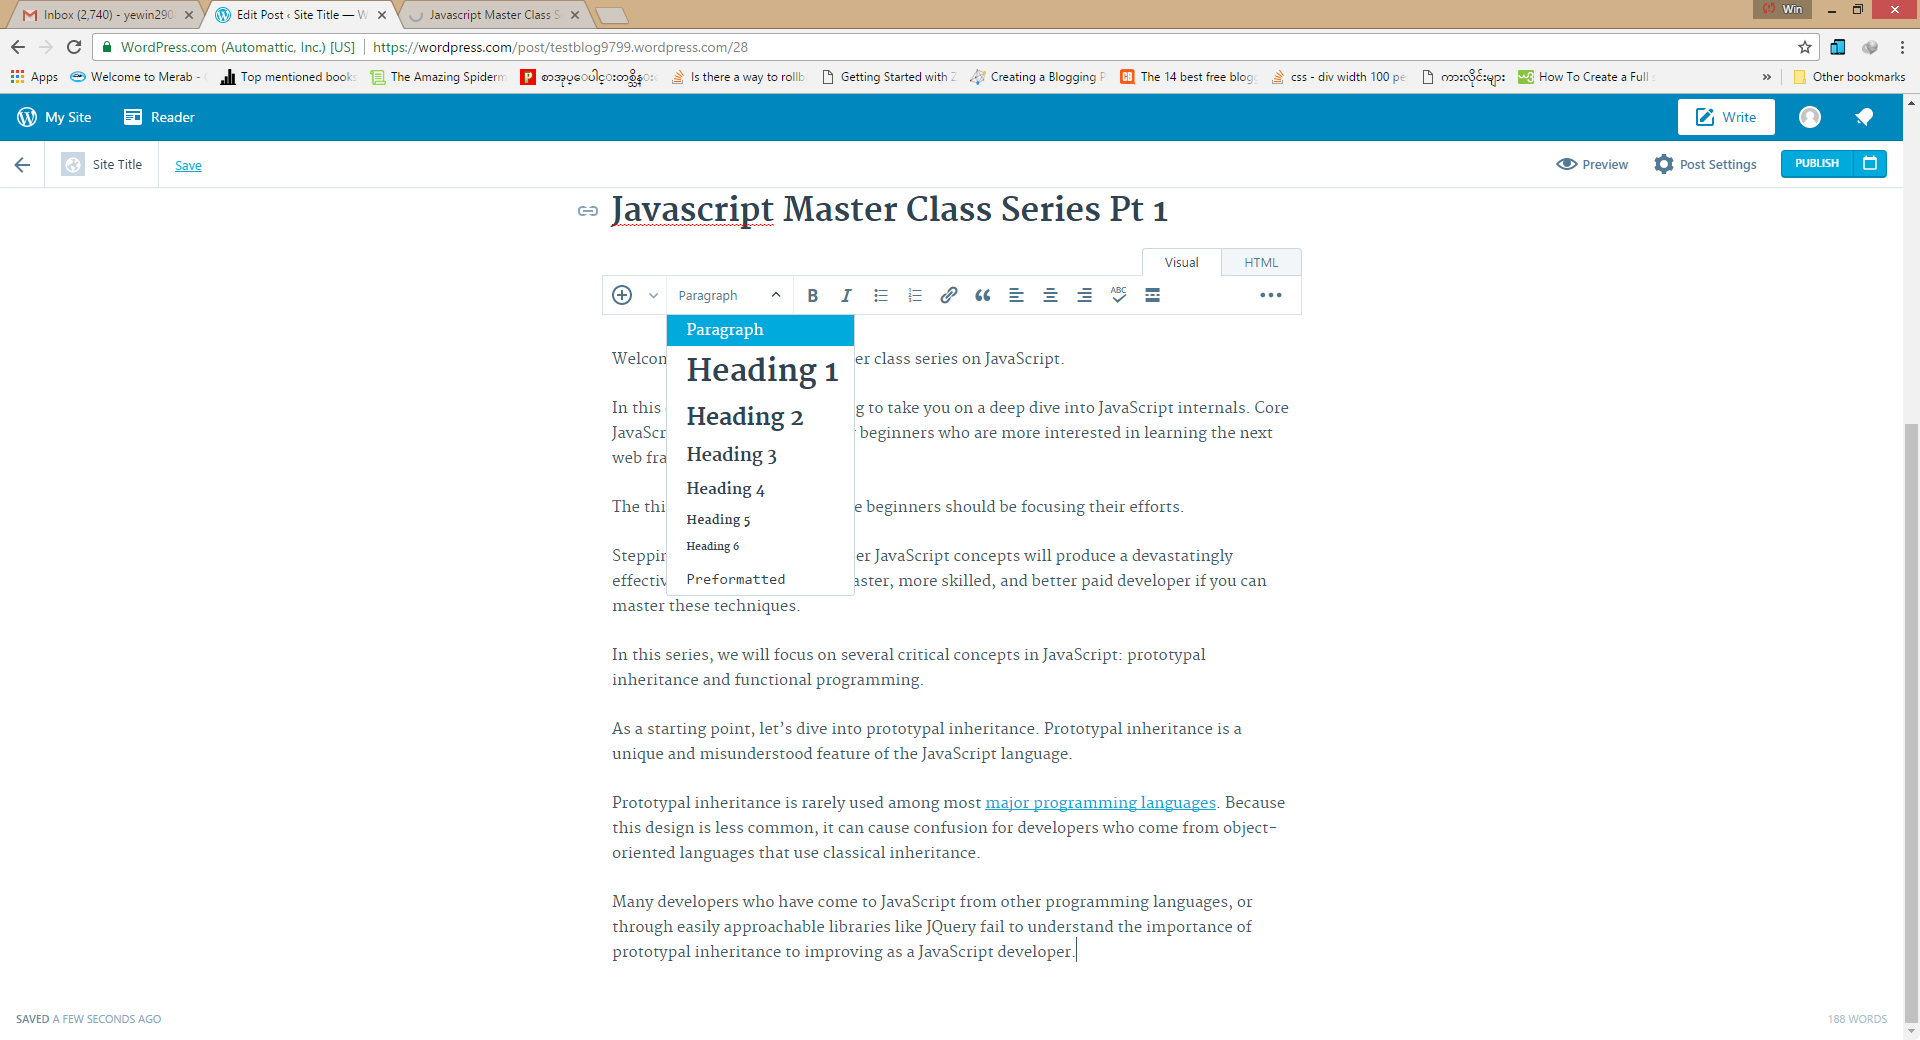 Inbox (2,740) - yewin290
Edit Post ‹ Site Title — W
Javascript Master Class S
Win
WordPress.com (Automattic, Inc.) [US]
https://wordpress.com/post/testblog9799.wordpress.com/28
Apps
Welcome to Merab -
Top mentioned books
The Amazing Spiderm
Is there a way to rollb
Getting Started with Z
Creating a Blogging P
CB
The 14 best free blog
css - div width 100 pe
ကားလိုင်းများ
How To Create a Full
»
Other bookmarks
My Site
Reader
Write
Site Title
Save
Preview
Post Settings
PUBLISH
Javascript Master Class Series Pt 1
Visual
HTML
Paragraph
B
I
ABC
Paragraph
Heading 1
Heading 2
Heading 3
Heading 4
Heading 5
Heading 6
Preformatted
Welcom er class series on JavaScript.
In this g to take you on a deep dive into JavaScript internals. Core
JavaScr beginners who are more interested in learning the next
web fra
The thi e beginners should be focusing their efforts.
Steppin er JavaScript concepts will produce a devastatingly
effectiv aster, more skilled, and better paid developer if you can
master these techniques.
In this series, we will focus on several critical concepts in JavaScript: prototypal
inheritance and functional programming.
As a starting point, let’s dive into prototypal inheritance. Prototypal inheritance is a
unique and misunderstood feature of the JavaScript language.
Prototypal inheritance is rarely used among most major programming languages. Because
this design is less common, it can cause confusion for developers who come from object-
oriented languages that use classical inheritance.
Many developers who have come to JavaScript from other programming languages, or
through easily approachable libraries like JQuery fail to understand the importance of
prototypal inheritance to improving as a JavaScript developer.
SAVED A FEW SECONDS AGO
188 WORDS